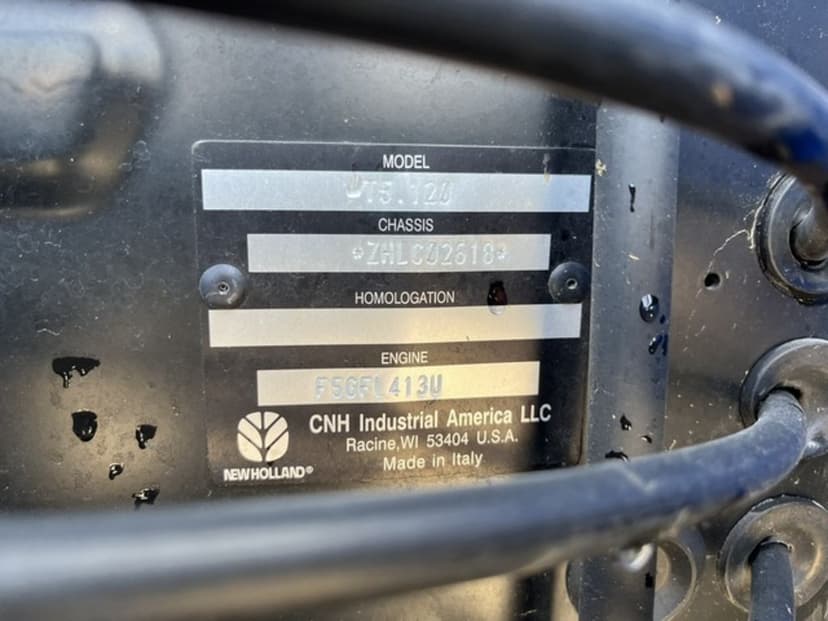 MODEL
T5.120
CHASSIS
*ZHLC02618*
HOMOLOGATION
ENGINE
F5GFL413U
CNH Industrial America LLC
Racine,WI 53404 U.S.A.
Made in Italy
NEW HOLLAND®